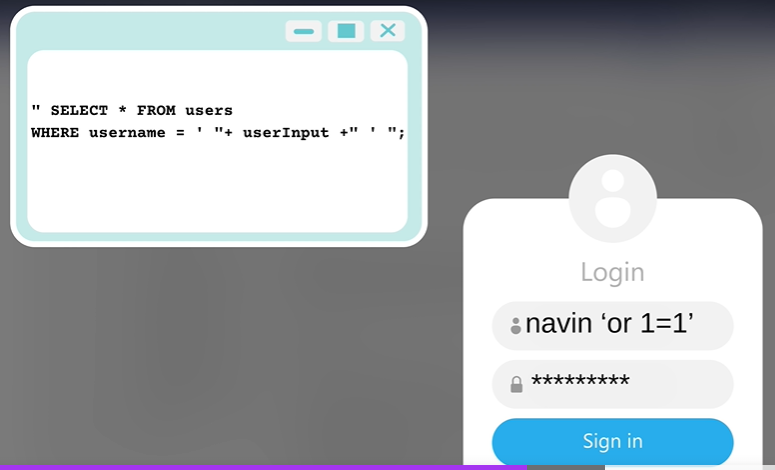 " SELECT * FROM users
WHERE username = ' "+ userInput +" ' ";
Login
navin ‘or 1=1’
*********
Sign in